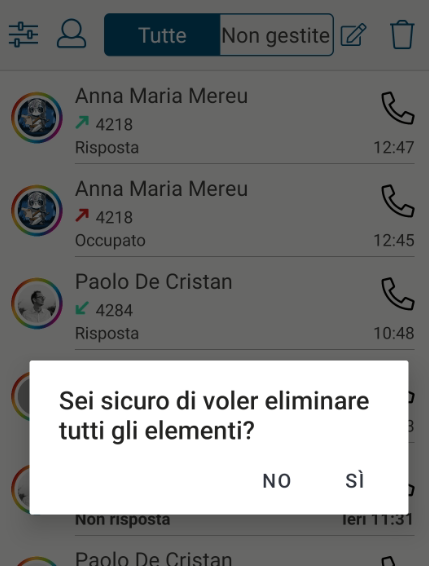 Tutte
Non gestite
Anna Maria Mereu
4218
Risposta
12:47
Anna Maria Mereu
4218
Occupato
12:45
Paolo De Cristan
4284
Risposta
10:48
Sei sicuro di voler eliminare
tutti gli elementi?
NO
SÌ
Non risposta
Ieri 11:31
Paolo De Cristan